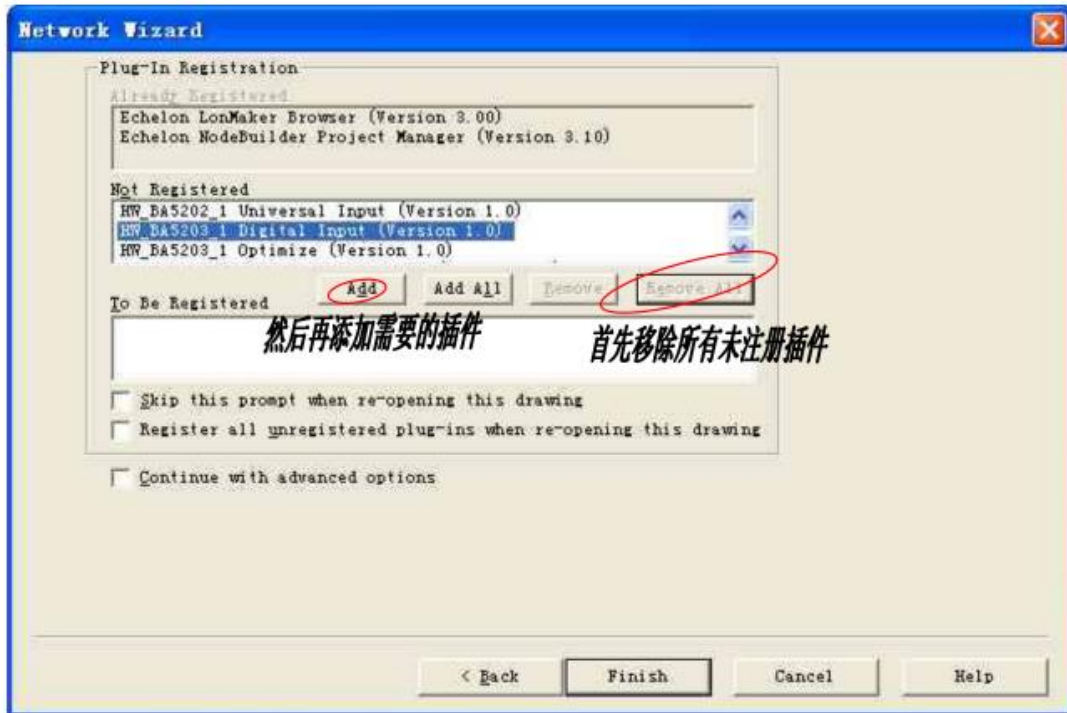 Network Wizard
Plug-In Registration
Already Registered
Echelon LonMaker Browser (Version 3.00)
Echelon NodeBuilder Project Manager (Version 3.10)
Not Registered
HW_BA5202_1 Universal Input (Version 1.0)
HW_BA5203_1 Digital Input (Version 1.0)
HW_BA5203_1 Optimize (Version 1.0)
Add Add All Remove Remove All
To Be Registered
然后再添加需要的插件 首先移除所有未注册插件
Skip this prompt when re-opening this drawing
Register all unregistered plug-ins when re-opening this drawing
Continue with advanced options
< Back Finish Cancel Help